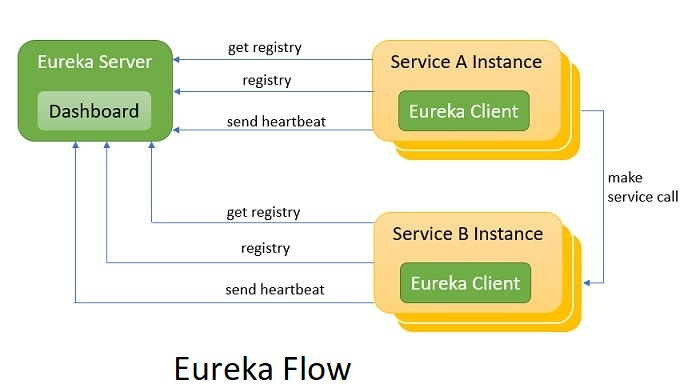 Eureka Server
Dashboard
get registry
registry
send heartbeat
Service A Instance
Eureka Client
make
service call
get registry
registry
send heartbeat
Service B Instance
Eureka Client
Eureka Flow